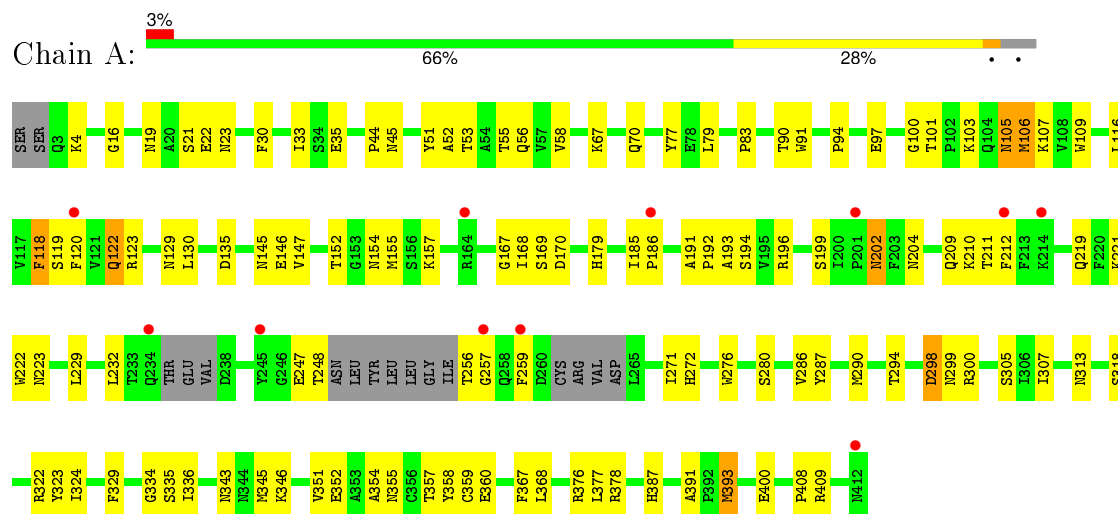 3%
Chain A:
66% 28% • •
SER SER Q3 K4 G16 N19 A20 S21 E22 N23 F30 I33 S34 E35 P44 N45 Y51 A52 T53 A54 T55 Q56 V57 V58 K67 Q70 Y77 E78 L79 P83 T90 W91 P94 E97 G100 T101 P102 K103 Q104 N105 M106 K107 V108 W109 L116
V117 F118 S119 F120 V121 Q122 R123 N129 L130 D135 N145 E146 V147 T152 G153 N154 M155 S156 K157 R164 G167 I168 S169 D170 H179 I185 P186 A191 P192 A193 S194 V195 R196 S199 I200 P201 N202 F203 N204 Q209 K210 T211 F212 F213 K214 Q219 F220 K221
W222 N223 L229 L232 T233 Q234 THR GLU VAL D238 Y245 G246 E247 T248 ASN LEU TYR LEU LEU GLY ILE T256 G257 Q258 F259 D260 CYS ARG VAL ASP L265 I271 H272 W276 S280 V286 Y287 M290 T294 D298 N299 R300 S305 I306 I307 N313 S318
R322 Y323 I324 F329 G334 S335 I336 N343 N344 M345 K346 V351 E352 A353 A354 N355 C356 T357 Y358 C359 E360 F367 L368 R376 L377 R378 H387 A391 P392 M393 E400 P408 R409 N412